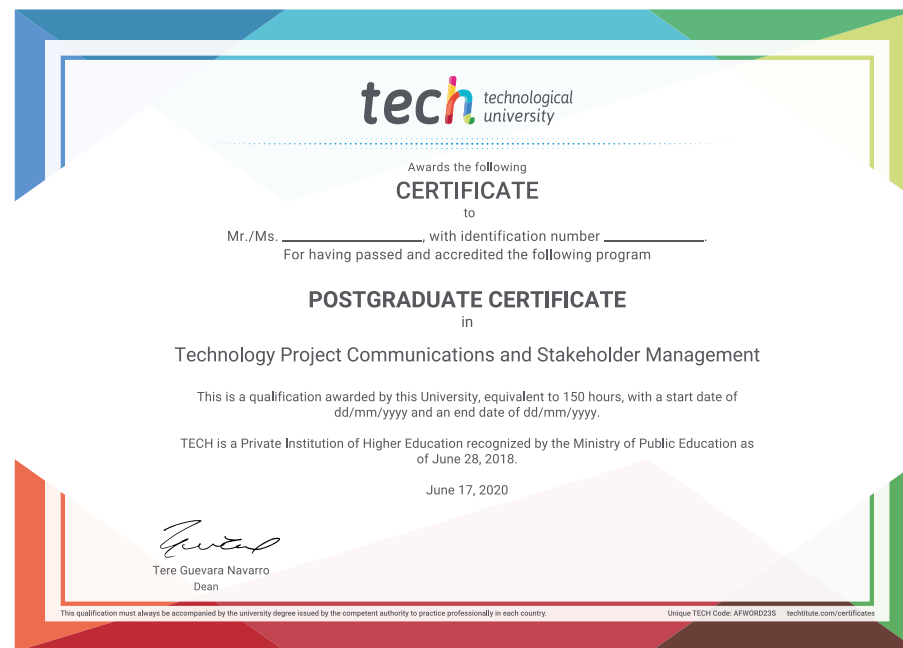 tech technological
university
Awards the following
CERTIFICATE
to
Mr./Ms. ____________________, with identification number ______________.
For having passed and accredited the following program
POSTGRADUATE CERTIFICATE
in
Technology Project Communications and Stakeholder Management
This is a qualification awarded by this University, equivalent to 150 hours, with a start date of
dd/mm/yyyy and an end date of dd/mm/yyyy.
TECH is a Private Institution of Higher Education recognized by the Ministry of Public Education as
of June 28, 2018.
June 17, 2020
Tere Guevara Navarro
Dean
This qualification must always be accompanied by the university degree issued by the competent authority to practice professionally in each country. Unique TECH Code: AFWORD23S techtitute.com/certificates